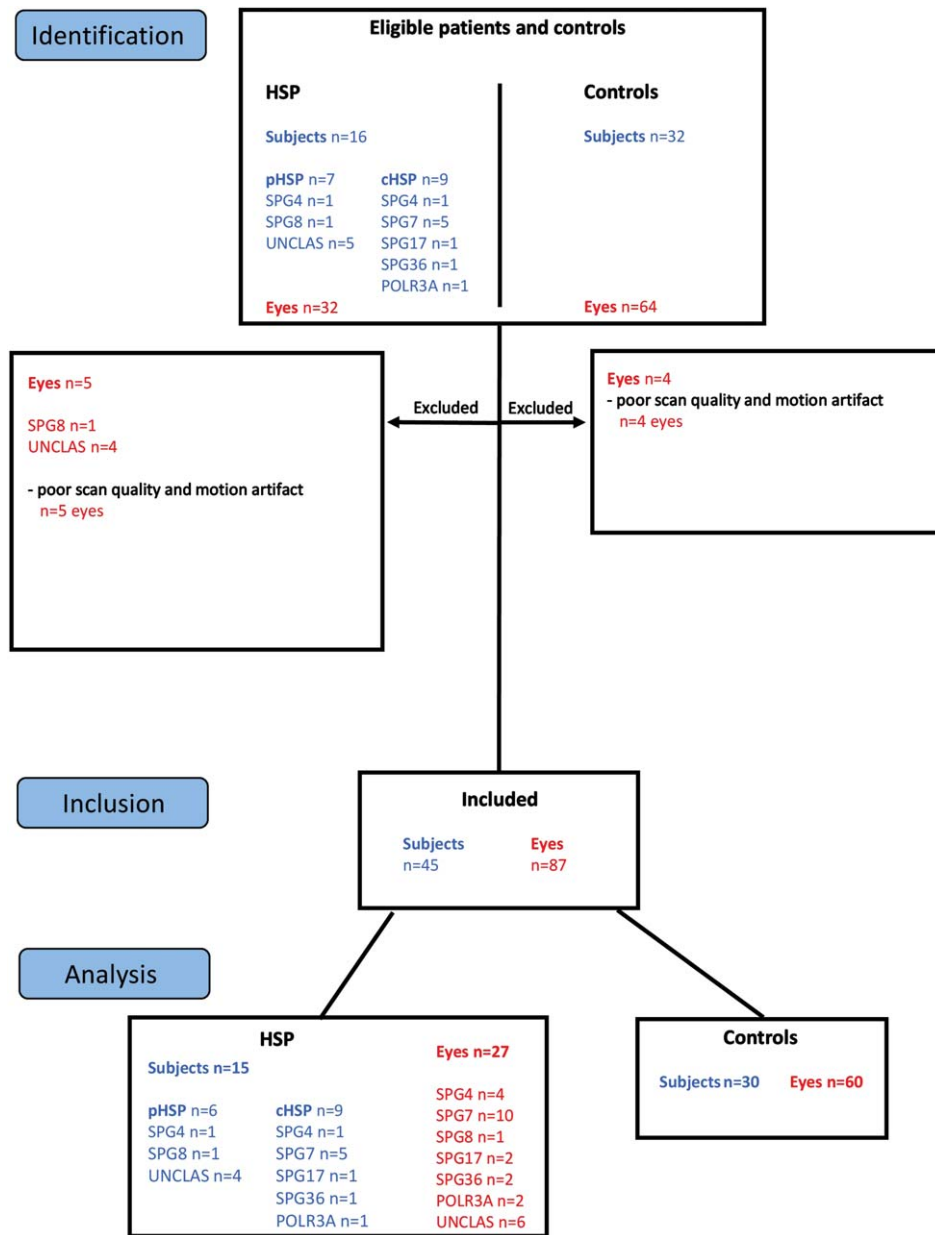 Identification
Eligible patients and controls
HSP
Subjects n=16
pHSP n=7
SPG4 n=1
SPG8 n=1
UNCLAS n=5
cHSP n=9
SPG4 n=1
SPG7 n=5
SPG17 n=1
SPG36 n=1
POLR3A n=1
Eyes n=32
Controls
Subjects n=32
Eyes n=64
Eyes n=5
SPG8 n=1
UNCLAS n=4
- poor scan quality and motion artifact
n=5 eyes
Excluded
Excluded
Eyes n=4
- poor scan quality and motion artifact
n=4 eyes
Inclusion
Included
Subjects
n=45
Eyes
n=87
Analysis
HSP
Subjects n=15
pHSP n=6
SPG4 n=1
SPG8 n=1
UNCLAS n=4
cHSP n=9
SPG4 n=1
SPG7 n=5
SPG17 n=1
SPG36 n=1
POLR3A n=1
Eyes n=27
SPG4 n=4
SPG7 n=10
SPG8 n=1
SPG17 n=2
SPG36 n=2
POLR3A n=2
UNCLAS n=6
Controls
Subjects n=30
Eyes n=60